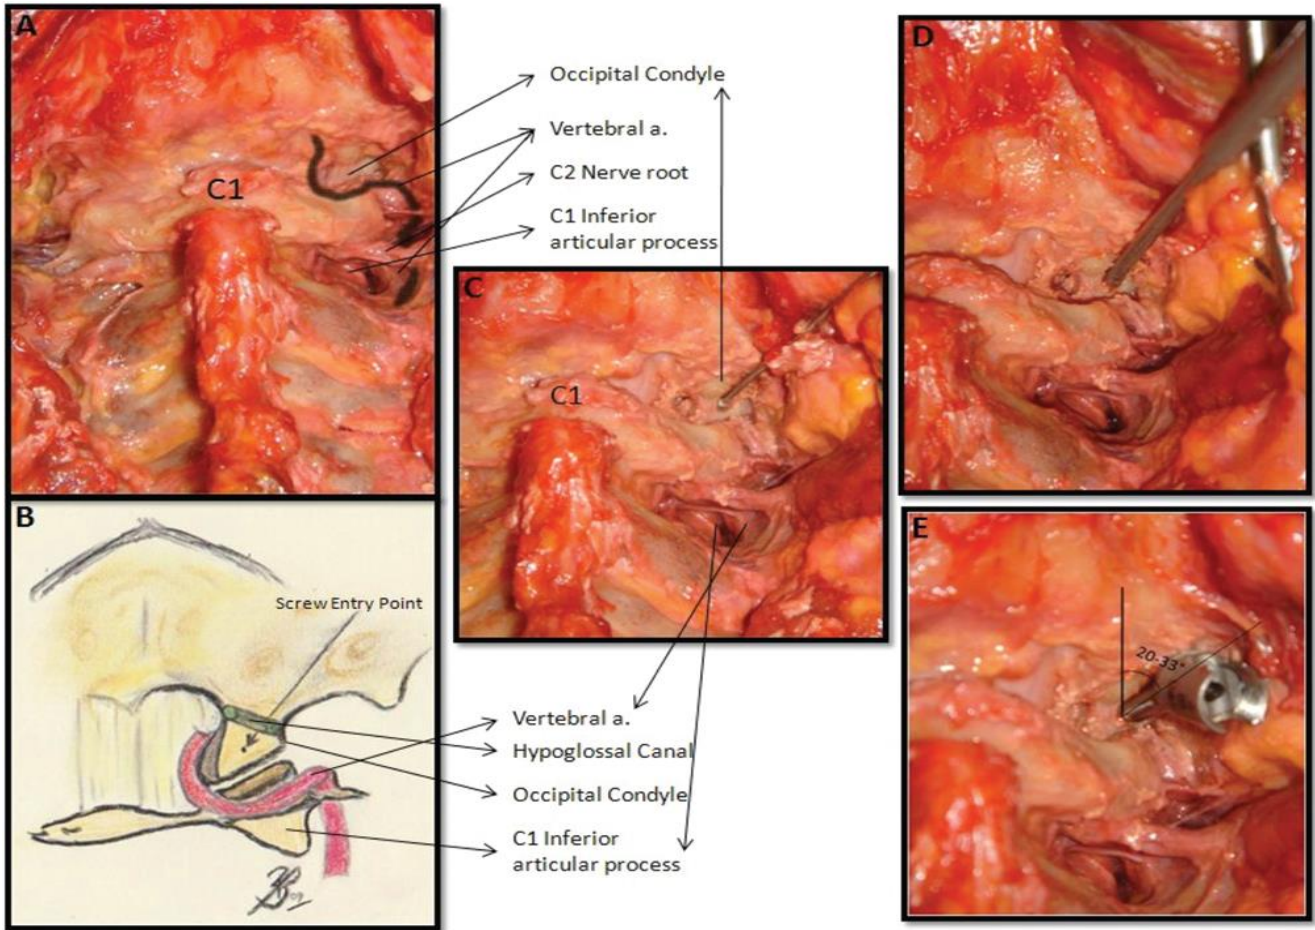 A
C1
Occipital Condyle
Vertebral a.
C2 Nerve root
C1 Inferior
articular process
B
Screw Entry Point
C
C1
Vertebral a.
Hypoglossal Canal
Occipital Condyle
C1 Inferior
articular process
D
E
20-33°